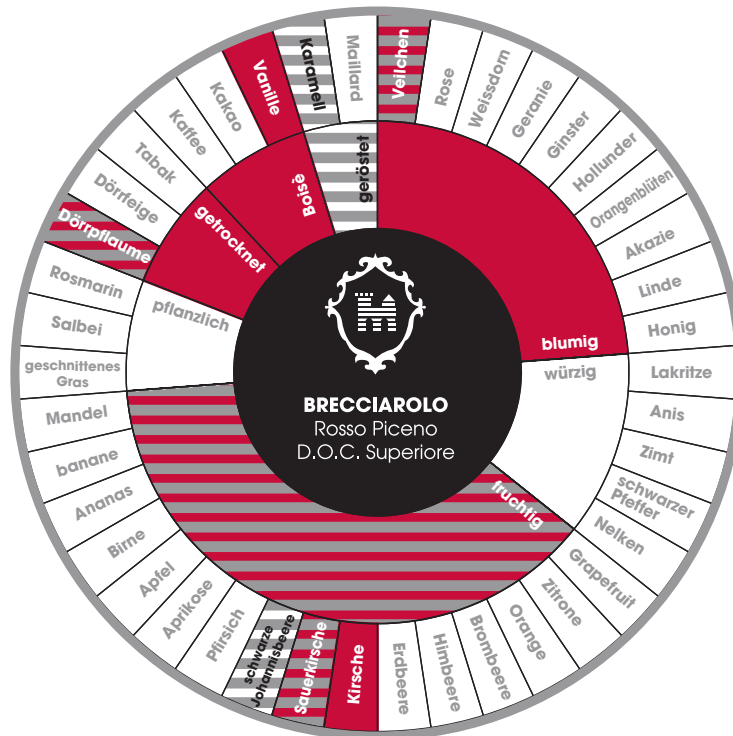 Veilchen
Rose
Weissdorn
Geranie
Ginster
Hollunder
Orangenblüten
Akazie
Linde
Honig
Lakritze
Anis
Zimt
schwarzer
Pfeffer
Nelken
Grapefruit
Zitrone
Orange
Brombeere
Himbeere
Erdbeere
Kirsche
Sauerkirsche
schwarze
Johannisbeere
Pfirsich
Aprikose
Apfel
Birne
Ananas
banane
Mandel
geschnittenes
Gras
Salbei
Rosmarin
Dörrpflaume
Dörrfeige
Tabak
Kaffee
Kakao
Vanille
Karamell
Maillard
blumig
würzig
fruchtig
pflanzlich
getrocknet
Boisè
geröstet
BRECCIAROLO
Rosso Piceno
D.O.C. Superiore